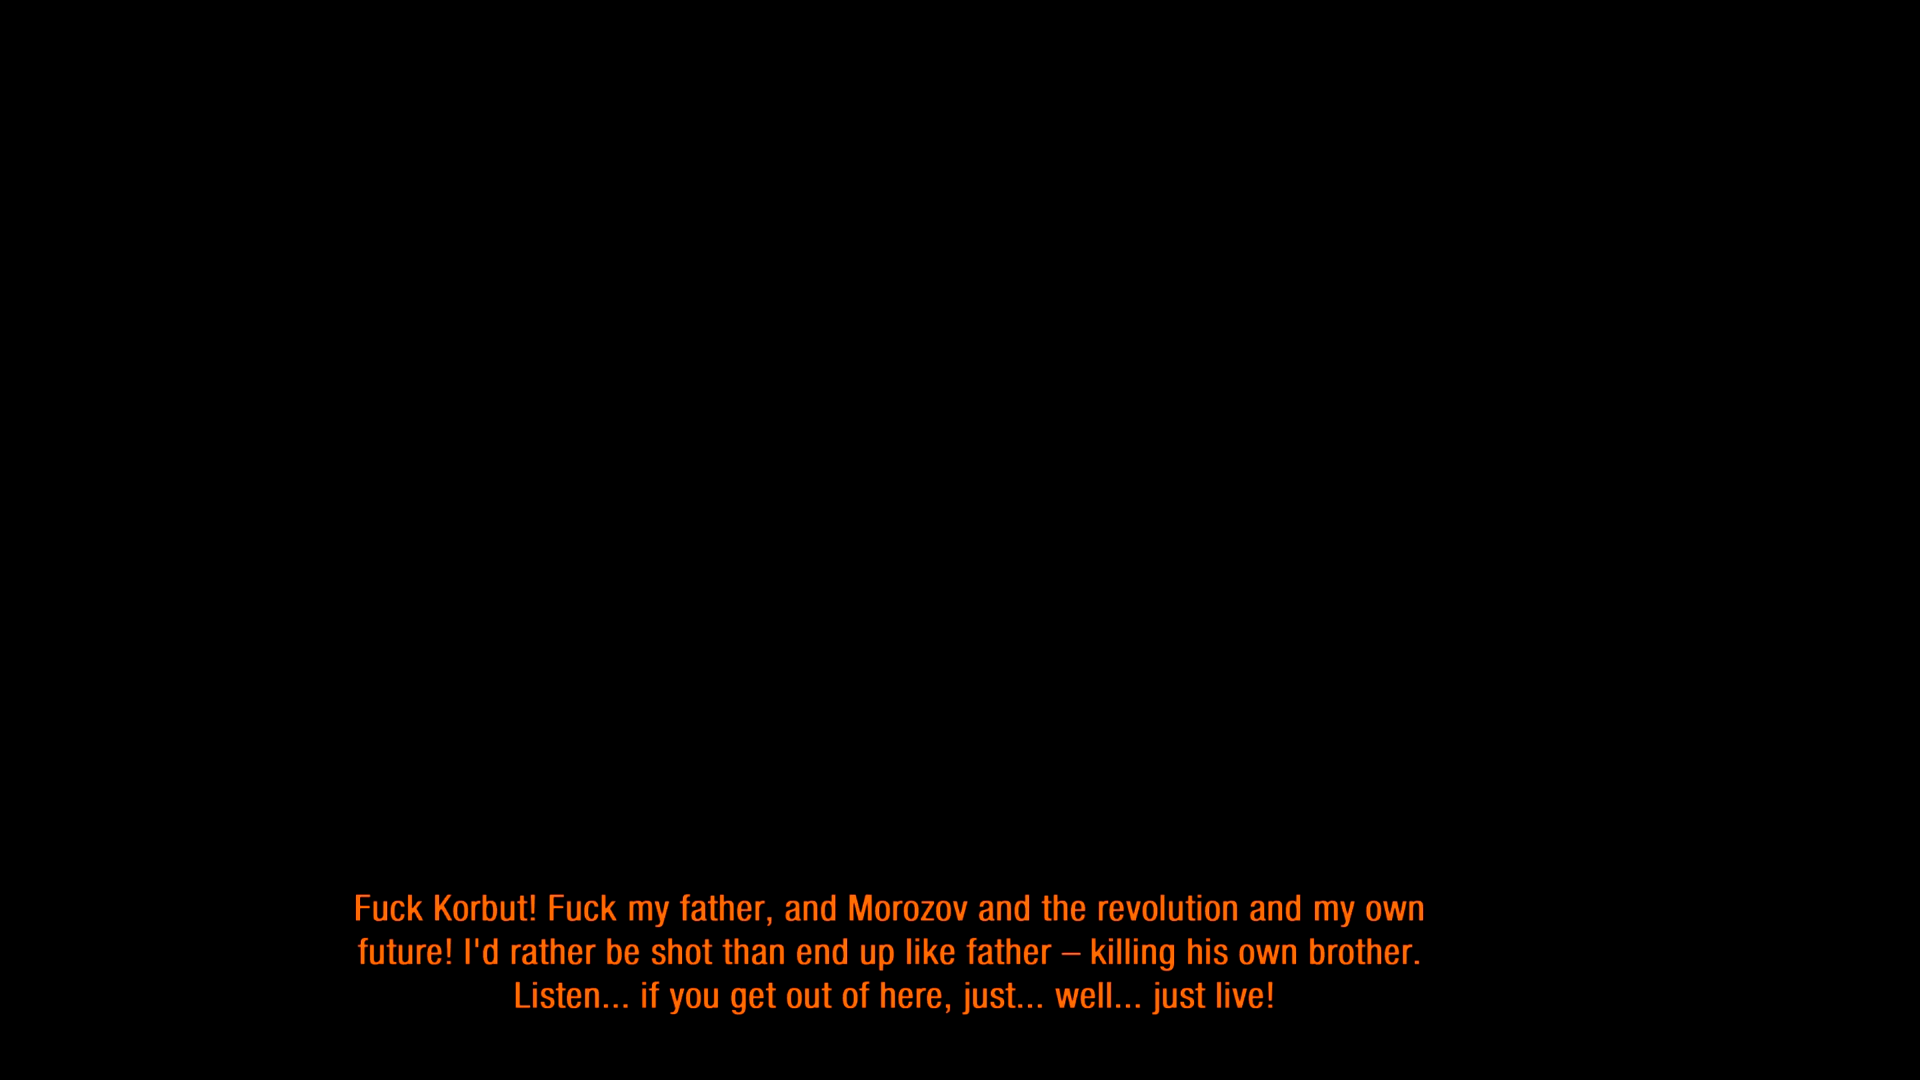 Fuck Korbut! Fuck my father, and Morozov and the revolution and my own
future! I'd rather be shot than end up like father – killing his own brother.
Listen... if you get out of here, just... well... just live!